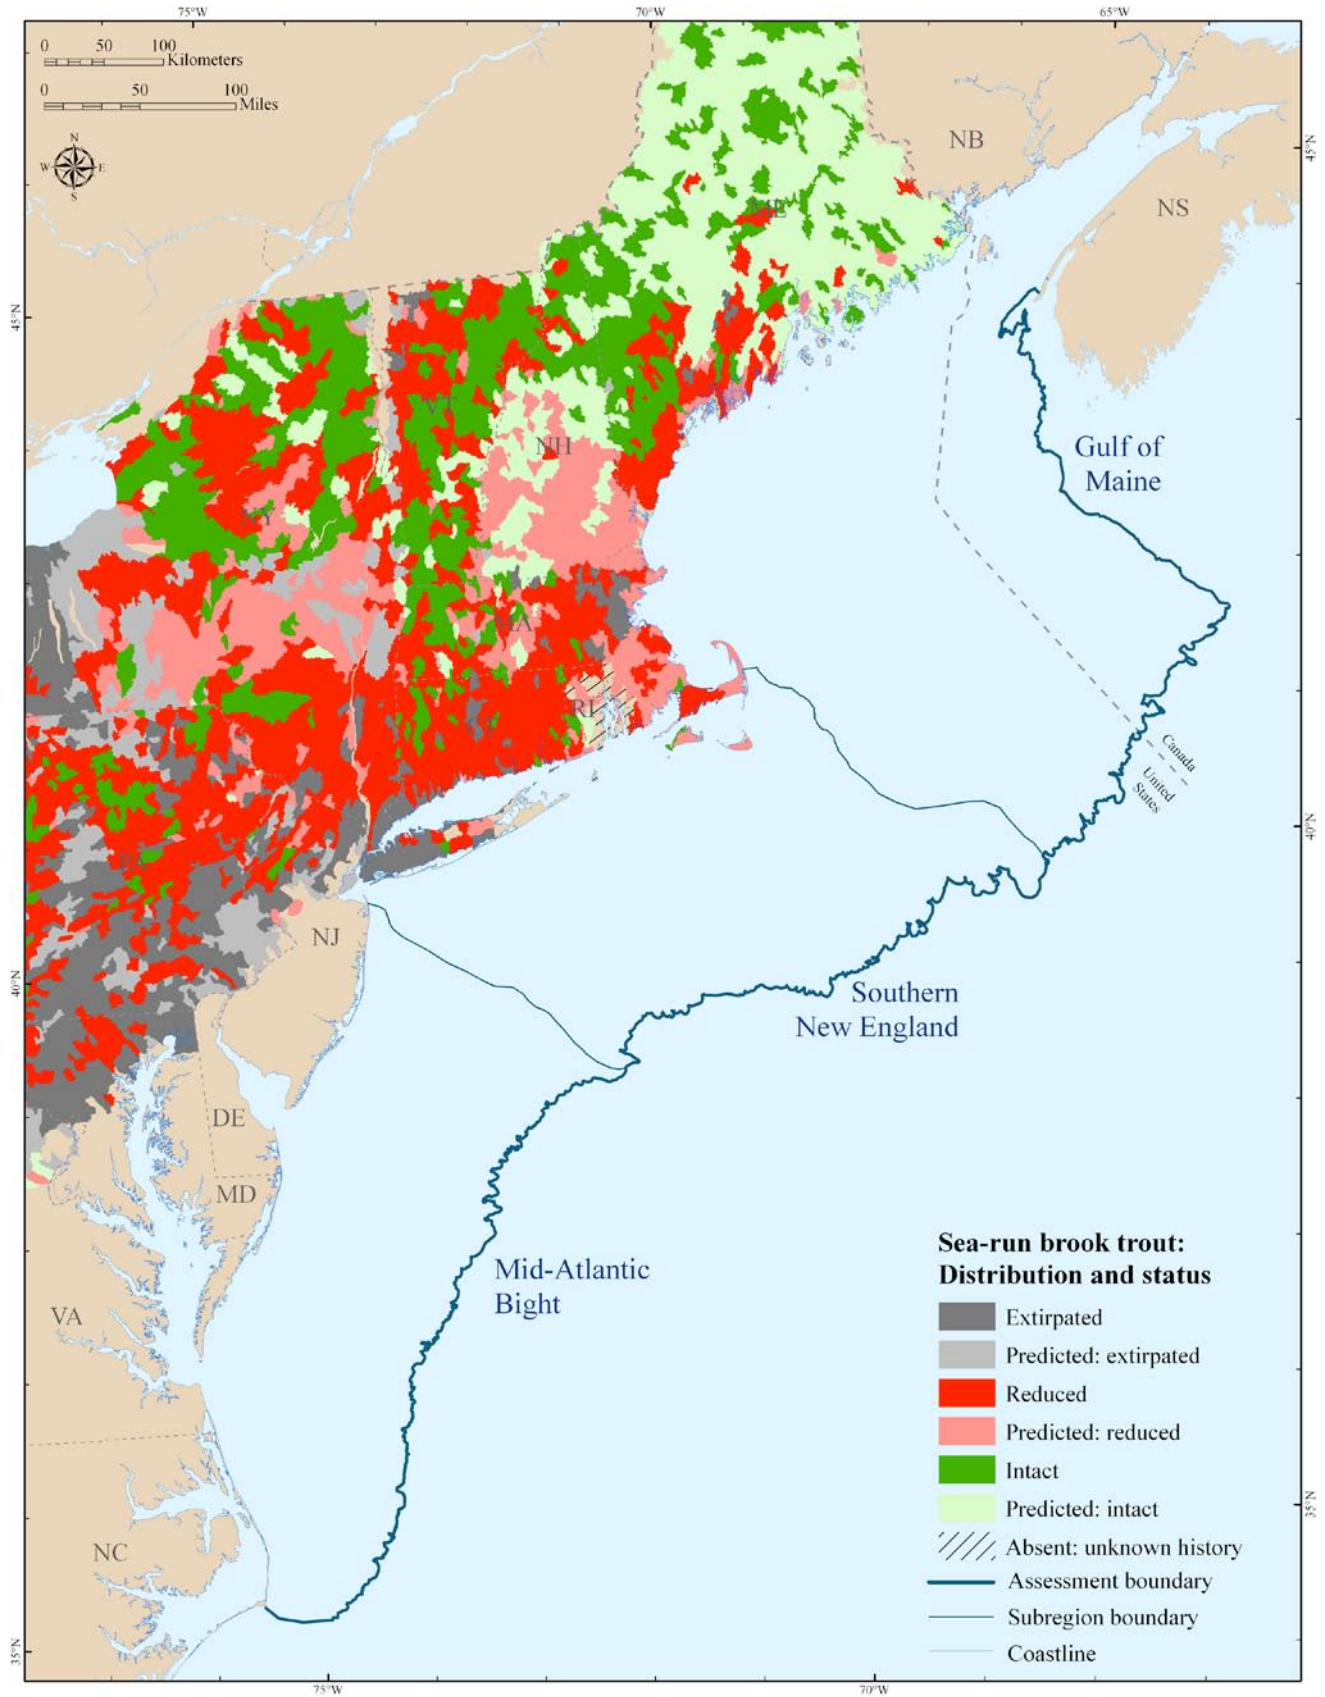 75°W
70°W
65°W
0 50 100
Kilometers
0 50 100
Miles
N
W E
S
NB
NS
ME
45°N
45°N
VT
NH
NY
Gulf of
Maine
MA
RI
Canada
United
States
40°N
PA
NJ
40°N
Southern
New England
DE
MD
Mid-Atlantic
Bight
VA
NC
Sea-run brook trout:
Distribution and status
Extirpated
Predicted: extirpated
Reduced
Predicted: reduced
Intact
Predicted: intact
Absent: unknown history
Assessment boundary
Subregion boundary
Coastline
35°N
35°N
75°W
70°W